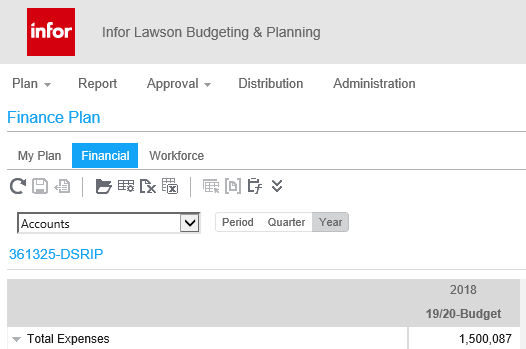 infor
Infor Lawson Budgeting & Planning
Plan Report Approval Distribution Administration
Finance Plan
My Plan Financial Workforce
Accounts Period Quarter Year
361325-DSRIP
2018
19/20-Budget
Total Expenses 1,500,087